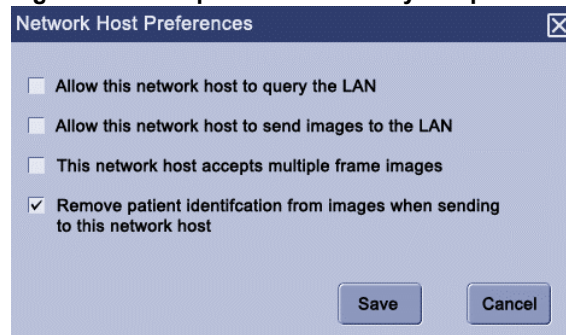 Network Host Preferences
Allow this network host to query the LAN
Allow this network host to send images to the LAN
This network host accepts multiple frame images
Remove patient identifcation from images when sending
to this network host
Save Cancel